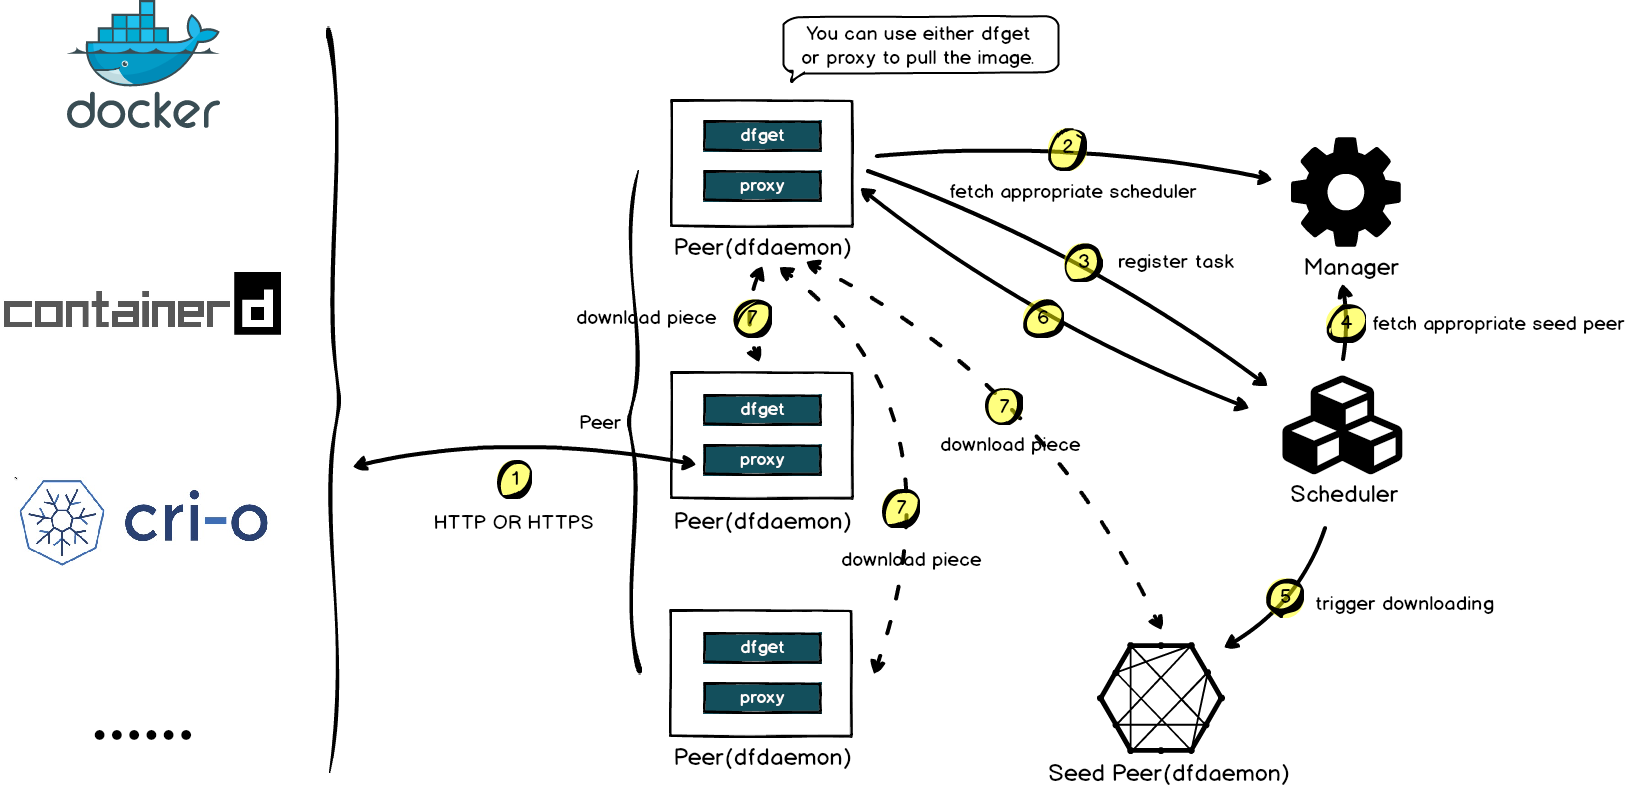 docker
containerd
cri-o
You can use either dfget
or proxy to pull the image.
dfget
proxy
Peer(dfdaemon)
2
fetch appropriate scheduler
3
register task
6
Manager
4
fetch appropriate seed peer
download piece
7
Peer
dfget
proxy
Peer(dfdaemon)
1
HTTP OR HTTPS
7
download piece
7
download piece
Scheduler
5
trigger downloading
dfget
proxy
Peer(dfdaemon)
Seed Peer(dfdaemon)
......